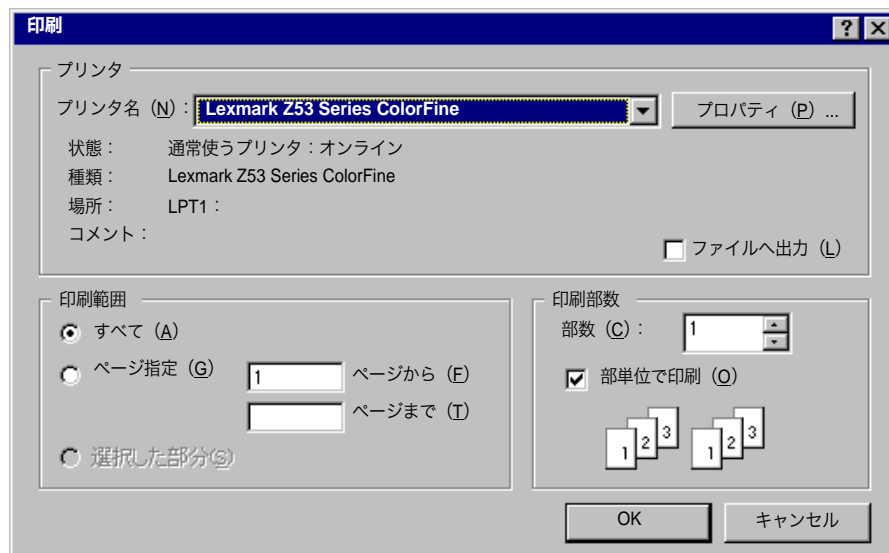 印刷
プリンタ
プリンタ名（N）：Lexmark Z53 Series ColorFine プロパティ（P）...
状態： 通常使うプリンタ：オンライン
種類： Lexmark Z53 Series ColorFine
場所： LPT1：
コメント：
ファイルへ出力（L）
印刷範囲
すべて（A）
ページ指定（G） 1 ページから（F）
ページまで（T）
選択した部分(S)
印刷部数
部数（C）： 1
部単位で印刷（O）
1 2 3 1 2 3
OK キャンセル